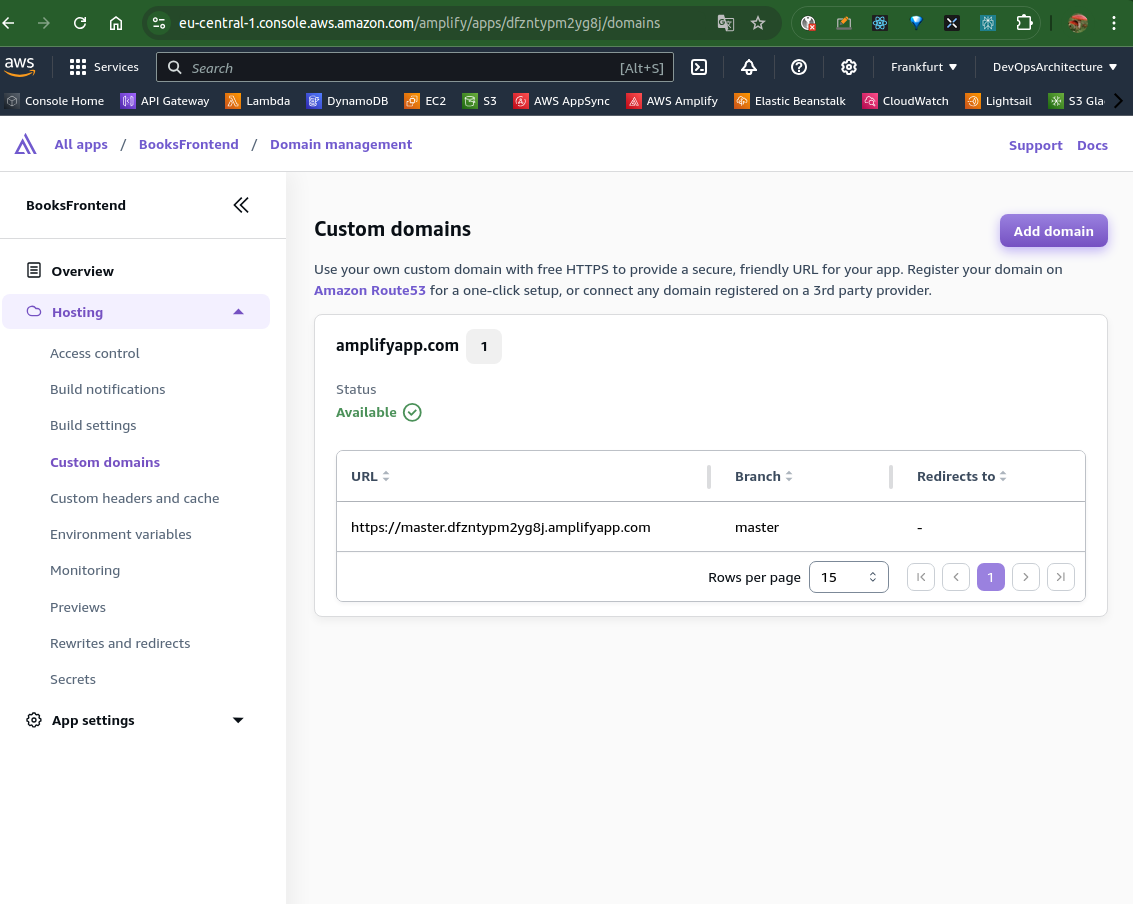 eu-central-1.console.aws.amazon.com/amplify/apps/dfzntypm2yg8j/domains
aws Services Search [Alt+S] Frankfurt DevOpsArchitecture
Console Home API Gateway Lambda DynamoDB EC2 S3 AWS AppSync AWS Amplify Elastic Beanstalk CloudWatch Lightsail S3 Gla
All apps / BooksFrontend / Domain management Support Docs
BooksFrontend
Overview
Hosting
Access control
Build notifications
Build settings
Custom domains
Custom headers and cache
Environment variables
Monitoring
Previews
Rewrites and redirects
Secrets
App settings
Custom domains
Add domain
Use your own custom domain with free HTTPS to provide a secure, friendly URL for your app. Register your domain on
Amazon Route53 for a one-click setup, or connect any domain registered on a 3rd party provider.
amplifyapp.com 1
Status
Available
URL Branch Redirects to
https://master.dfzntypm2yg8j.amplifyapp.com master -
Rows per page 15 1